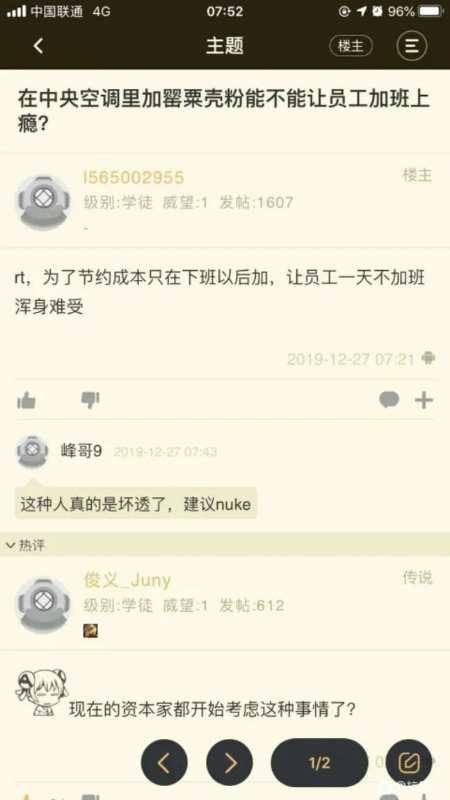 中国联通 4G
07:52
96%
主题
楼主
在中央空调里加罂粟壳粉能不能让员工加班上
瘾?
l565002955
楼主
级别:学徒 威望:1 发帖:1607
-
rt，为了节约成本只在下班以后加，让员工一天不加班
浑身难受
2019-12-27 07:21
峰哥9 2019-12-27 07:43
这种人真的是坏透了，建议nuke
热评
俊义_Juny
传说
级别:学徒 威望:1 发帖:612
现在的资本家都开始考虑这种事情了?
1/2